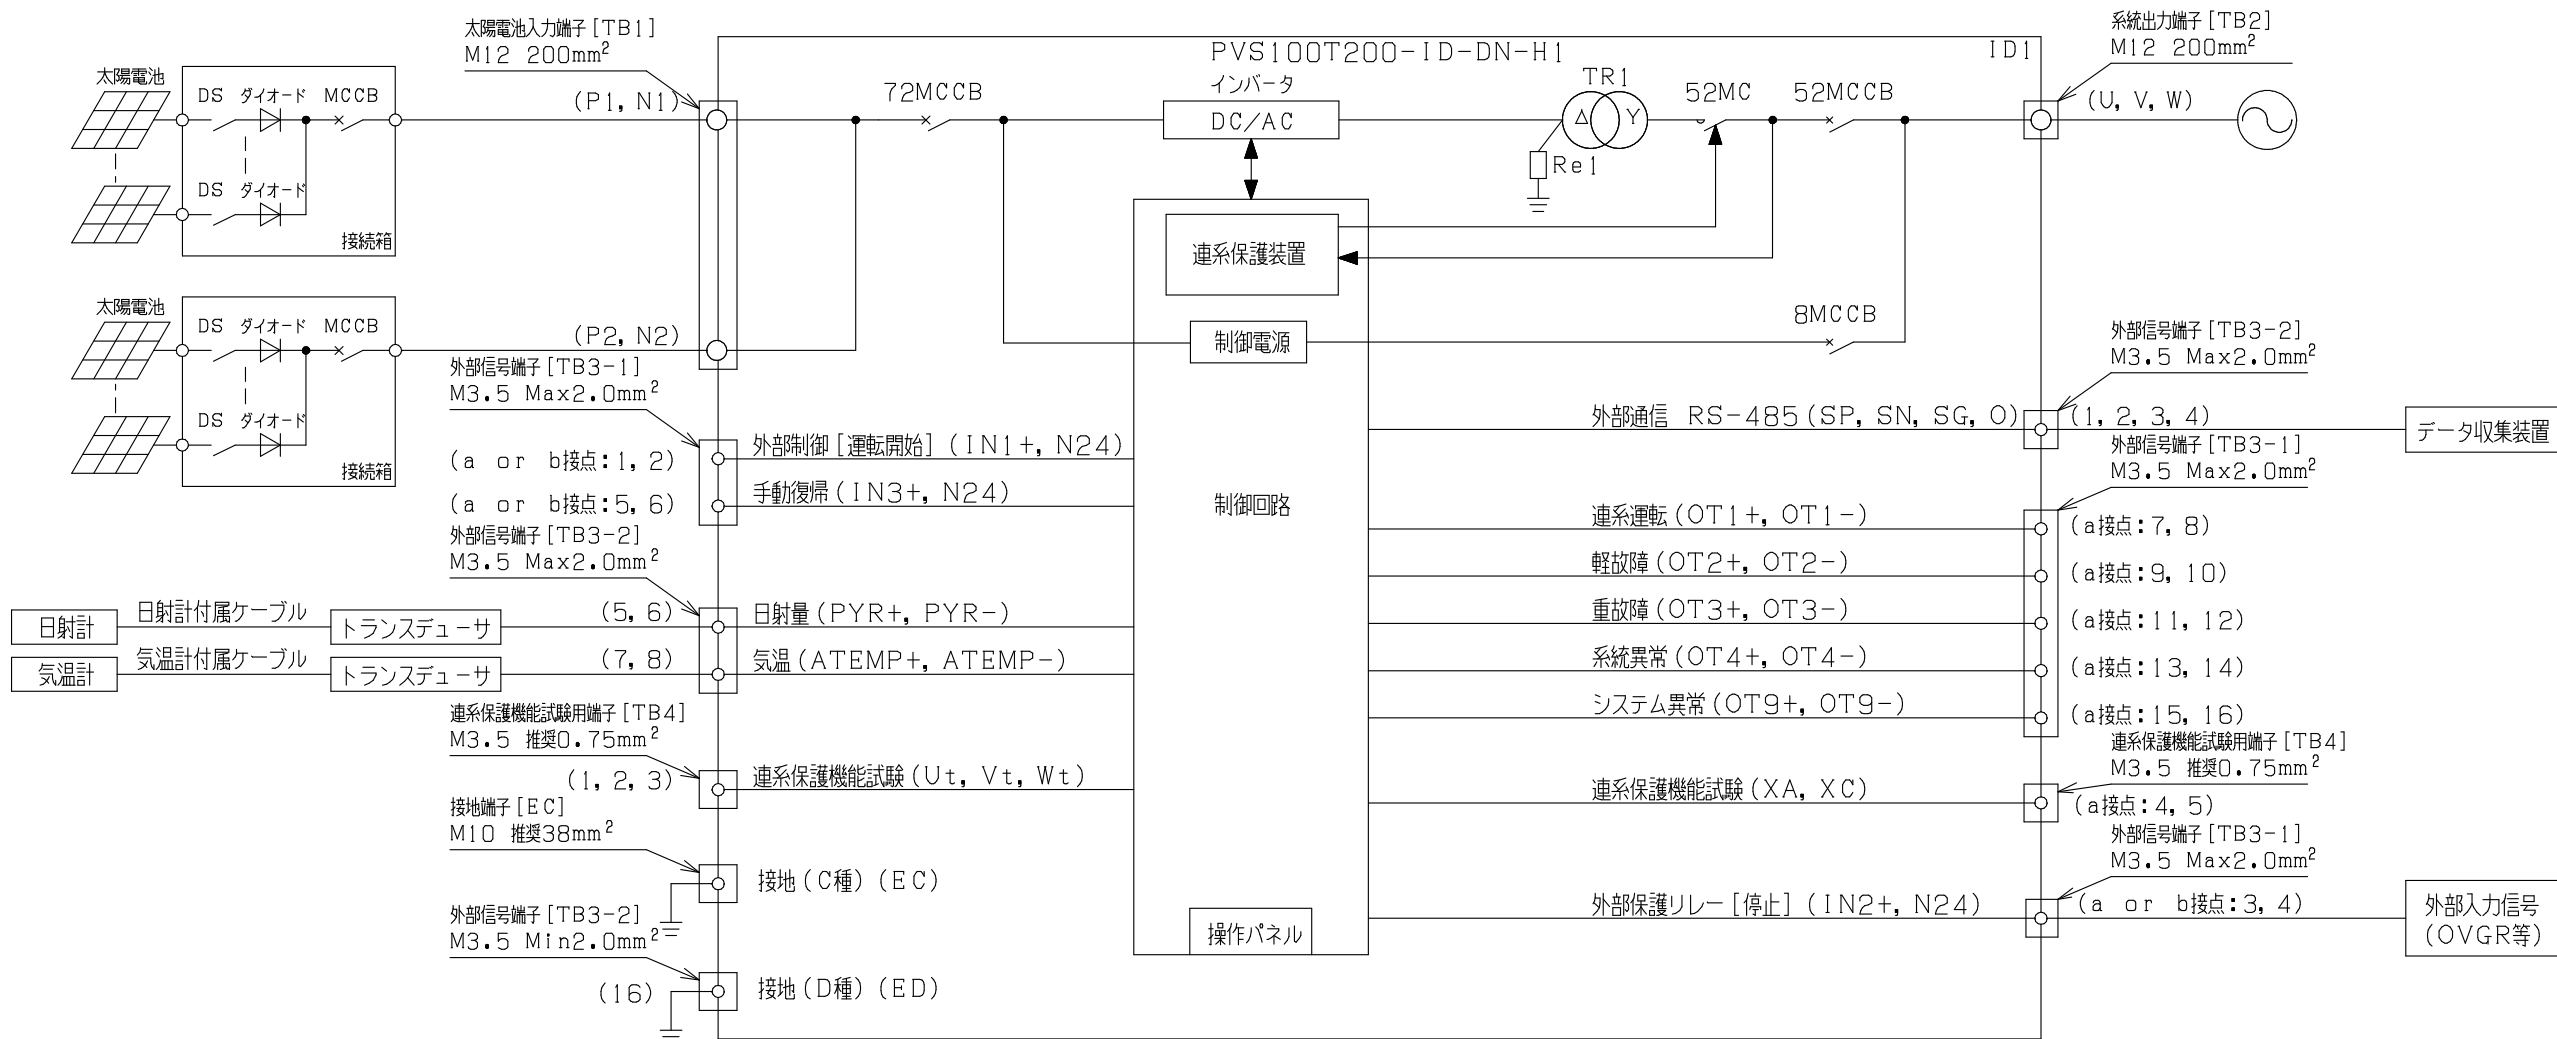 太陽電池入力端子[TB1]
M12 200mm²
系統出力端子[TB2]
M12 200mm²
PVS100T200-ID-DN-H1
ID1
太陽電池
DS ダイオード MCCB
(P1, N1)
72MCCB
インバータ
DC/AC
TR1
Δ Y
52MC
52MCCB
(U, V, W)
Re1
DS ダイオード
接続箱
連系保護装置
太陽電池
DS ダイオード MCCB
(P2, N2)
制御電源
8MCCB
DS ダイオード
接続箱
外部信号端子[TB3-1]
M3.5 Max2.0mm²
外部信号端子[TB3-2]
M3.5 Max2.0mm²
外部通信 RS-485(SP, SN, SG, O)
(1, 2, 3, 4)
データ収集装置
(a or b接点:1, 2)
外部制御[運転開始](IN1+, N24)
(a or b接点:5, 6)
手動復帰(IN3+, N24)
制御回路
外部信号端子[TB3-1]
M3.5 Max2.0mm²
連系運転(OT1+, OT1-)
(a接点:7, 8)
外部信号端子[TB3-2]
M3.5 Max2.0mm²
軽故障(OT2+, OT2-)
(a接点:9, 10)
日射計
日射計付属ケーブル
トランスデューサ
(5, 6)
日射量(PYR+, PYR-)
重故障(OT3+, OT3-)
(a接点:11, 12)
気温計
気温計付属ケーブル
トランスデューサ
(7, 8)
気温(ATEMP+, ATEMP-)
系統異常(OT4+, OT4-)
(a接点:13, 14)
システム異常(OT9+, OT9-)
(a接点:15, 16)
連系保護機能試験用端子[TB4]
M3.5 推奨0.75mm²
(1, 2, 3)
連系保護機能試験(Ut, Vt, Wt)
連系保護機能試験用端子[TB4]
M3.5 推奨0.75mm²
連系保護機能試験(XA, XC)
(a接点:4, 5)
接地端子[EC]
M10 推奨38mm²
接地(C種)(EC)
外部信号端子[TB3-1]
M3.5 Max2.0mm²
外部保護リレー[停止](IN2+, N24)
(a or b接点:3, 4)
外部入力信号
(OVGR等)
外部信号端子[TB3-2]
M3.5 Min2.0mm²
操作パネル
(16)
接地(D種)(ED)